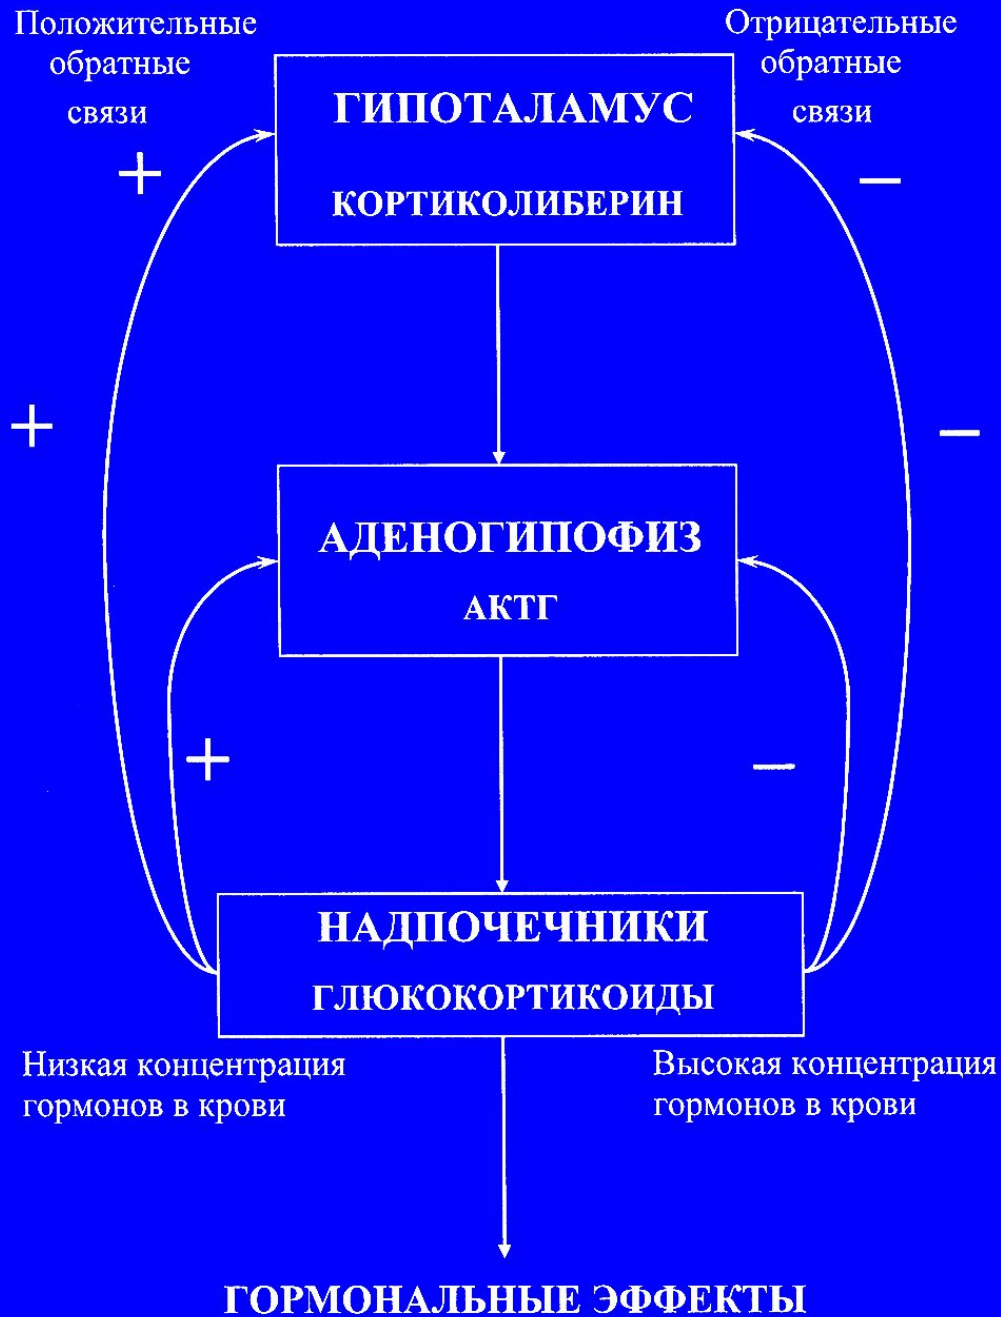 Положительные
обратные
связи
Отрицательные
обратные
связи
ГИПОТАЛАМУС
+
–
КОРТИКОЛИБЕРИН
+
–
АДЕНОГИПОФИЗ
АКТГ
+
–
НАДПОЧЕЧНИКИ
ГЛЮКОКОРТИКОИДЫ
Низкая концентрация
гормонов в крови
Высокая концентрация
гормонов в крови
ГОРМОНАЛЬНЫЕ ЭФФЕКТЫ